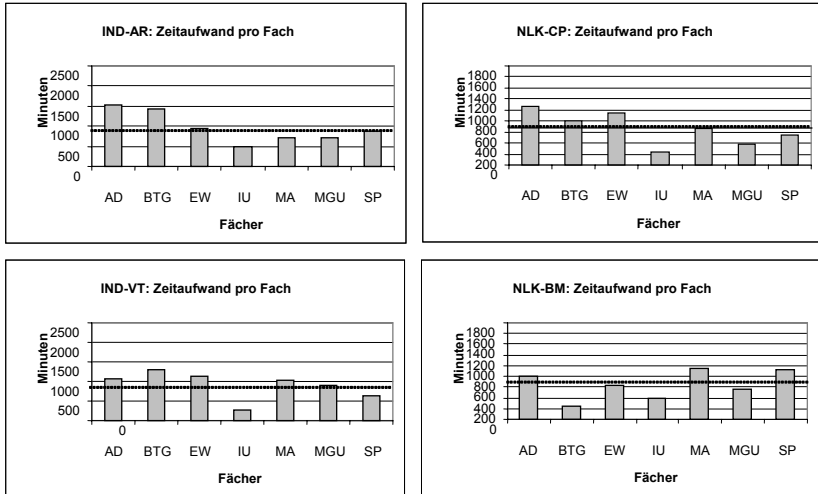 IND-AR: Zeitaufwand pro Fach
Minuten
2500
2000
1500
1000
500
0
AD BTG EW IU MA MGU SP
Fächer
NLK-CP: Zeitaufwand pro Fach
Minuten
1800
1600
1400
1200
1000
800
600
400
200
0
AD BTG EW IU MA MGU SP
Fächer
IND-VT: Zeitaufwand pro Fach
Minuten
2500
2000
1500
1000
500
0
AD BTG EW IU MA MGU SP
Fächer
NLK-BM: Zeitaufwand pro Fach
Minuten
1800
1600
1400
1200
1000
800
600
400
200
0
AD BTG EW IU MA MGU SP
Fächer